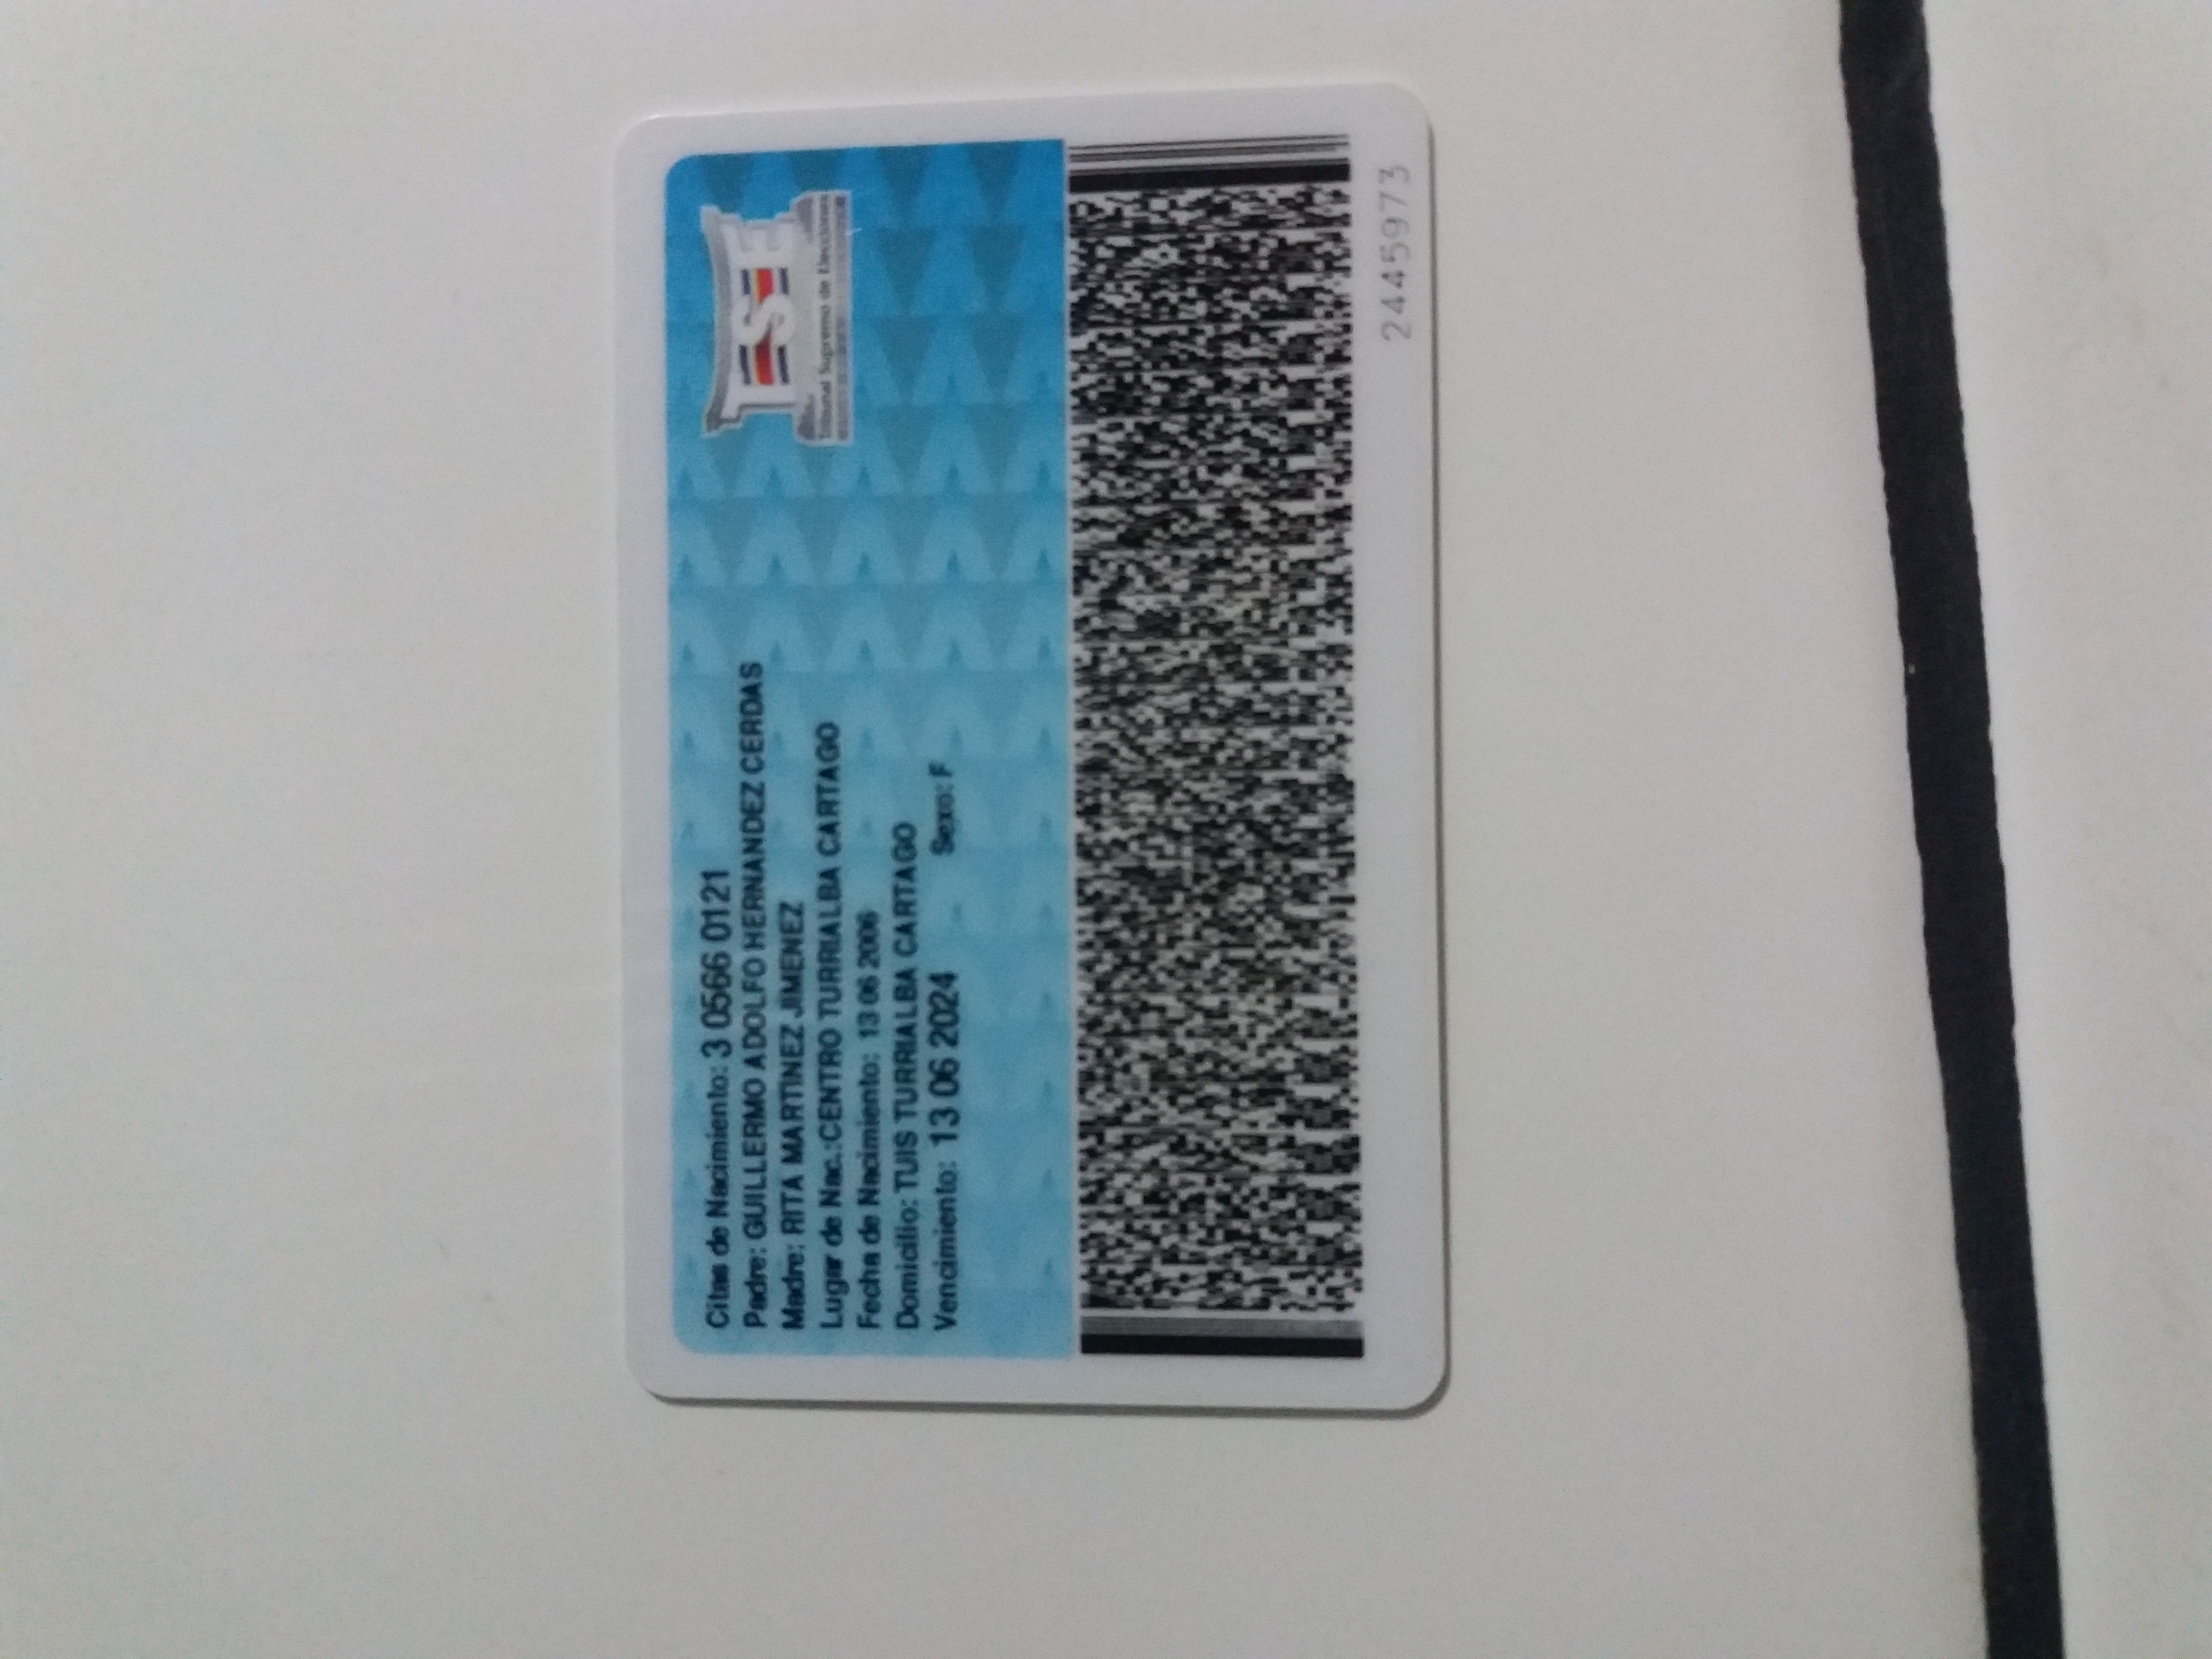 Citas de Nacimiento: 3 0566 0121
Padre: GUILLERMO ADOLFO HERNANDEZ CERDAS
Madre: RITA MARTINEZ JIMENEZ
Lugar de Nac.:CENTRO TURRIALBA CARTAGO
Fecha de Nacimiento: 13 06 2006
Domicilio: TUIS TURRIALBA CARTAGO
Vencimiento: 13 06 2024 Sexo: F
TSE
Tribunal Supremo de Elecciones
2445973